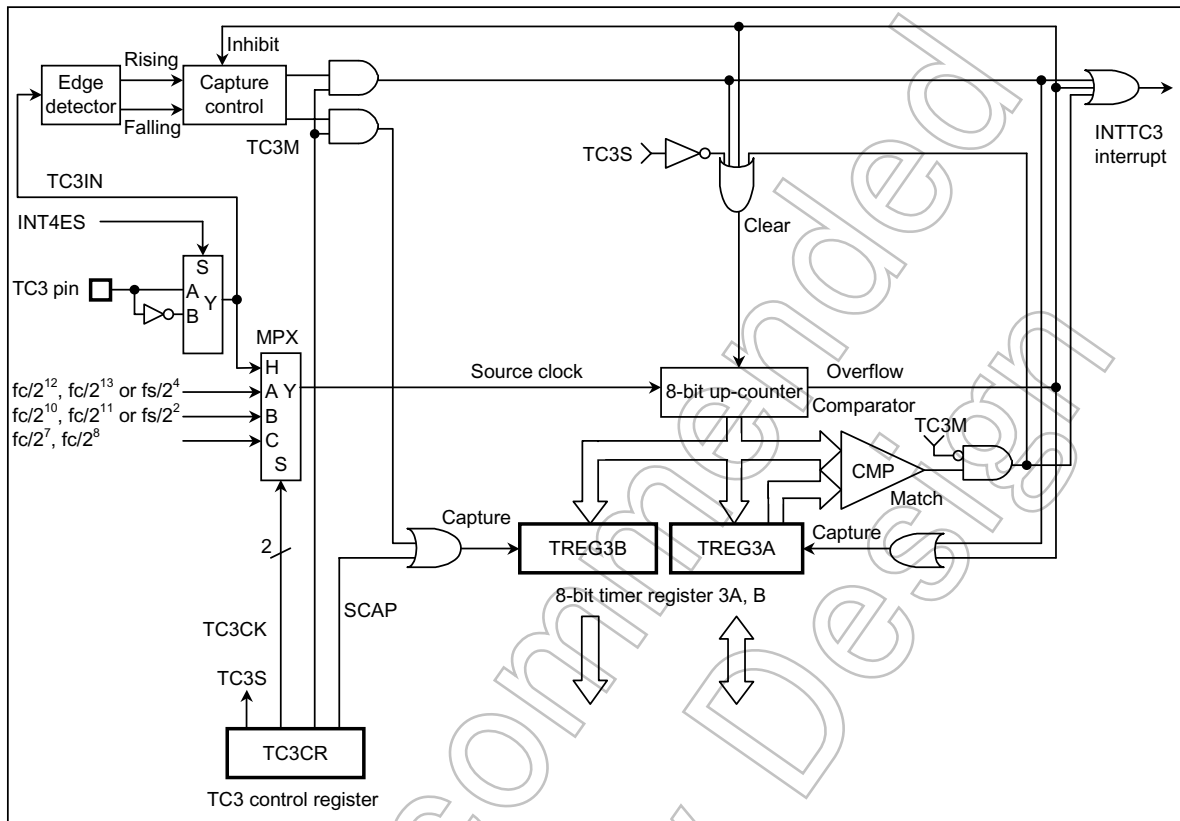 Inhibit
Rising
Edge
detector
Capture
control
Falling
TC3M
INTTC3
interrupt
TC3S
TC3IN
Clear
INT4ES
S
TC3 pin
A
Y
B
MPX
H
fc/2¹², fc/2¹³ or fs/2⁴
A Y
fc/2¹⁰, fc/2¹¹ or fs/2²
B
fc/2⁷, fc/2⁸
C
S
Source clock
8-bit up-counter
Overflow
Comparator
TC3M
CMP
Match
2
Capture
TREG3B
TREG3A
Capture
8-bit timer register 3A, B
SCAP
TC3CK
TC3S
TC3CR
TC3 control register
ommended
Design